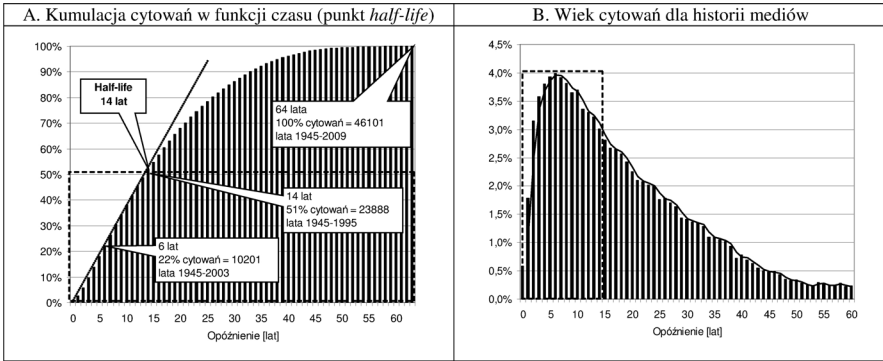 A. Kumulacja cytowań w funkcji czasu (punkt half-life)
100%
90%
80%
70%
60%
50%
40%
30%
20%
10%
0%
Half-life
14 lat
64 lata
100% cytowań = 46101
lata 1945-2009
14 lat
51% cytowań = 23888
lata 1945-1995
6 lat
22% cytowań = 10201
lata 1945-2003
0 5 10 15 20 25 30 35 40 45 50 55 60
Opóźnienie [lat]
B. Wiek cytowań dla historii mediów
4,5%
4,0%
3,5%
3,0%
2,5%
2,0%
1,5%
1,0%
0,5%
0,0%
0 5 10 15 20 25 30 35 40 45 50 55 60
Opóźnienie [lat]